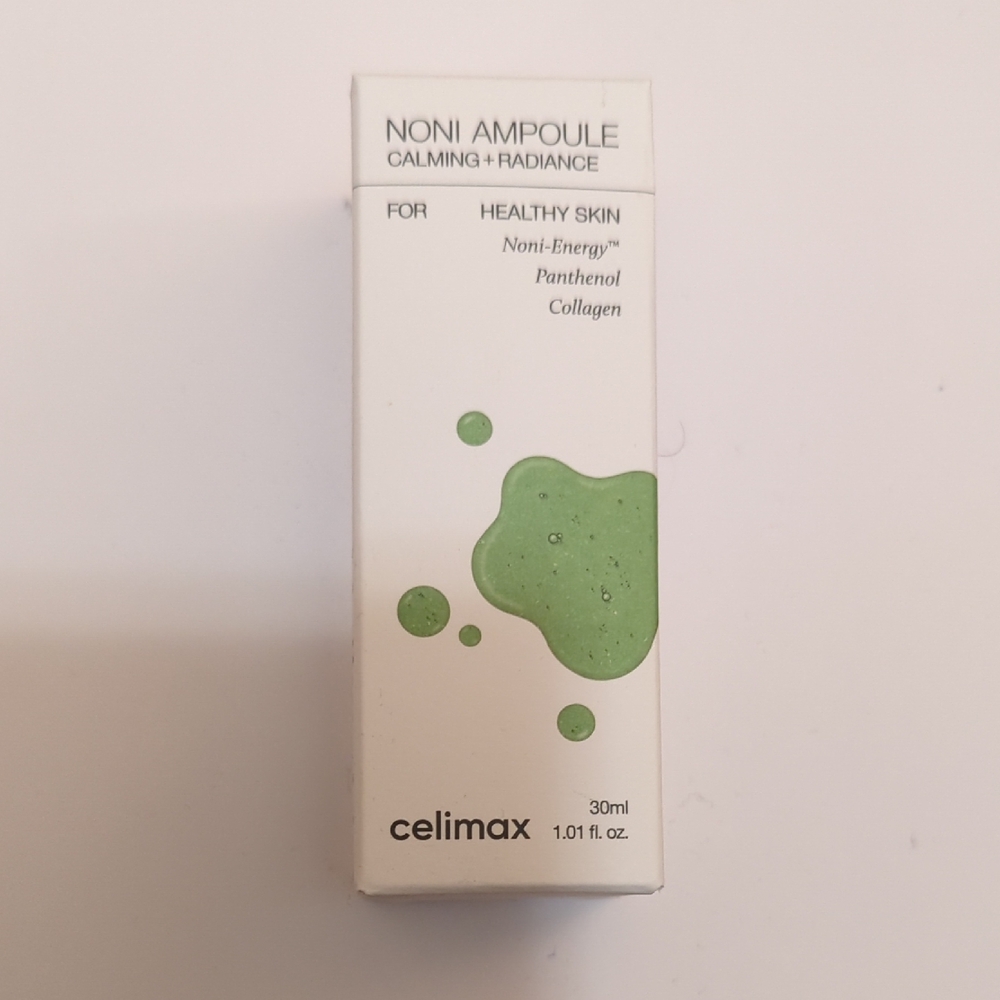 NONI AMPOULE
CALMING + RADIANCE
FOR HEALTHY SKIN
Noni-Energy™
Panthenol
Collagen
celimax
30ml
1.01 fl. oz.